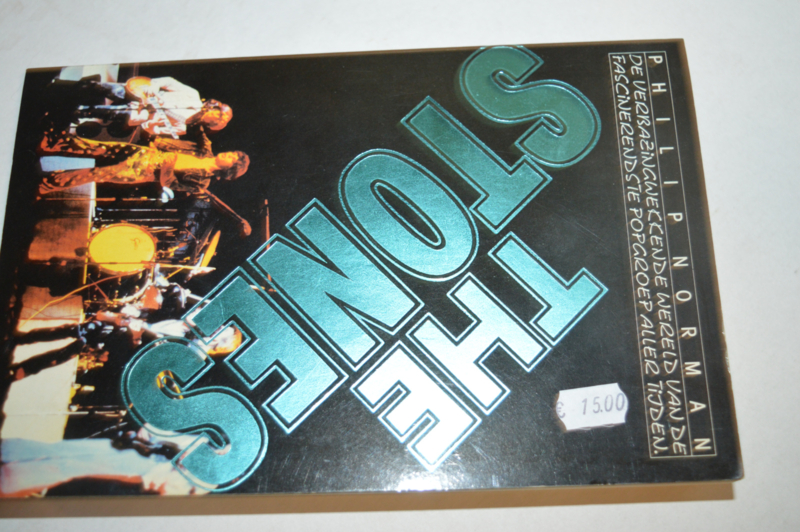 PHILIP NORMAN
DE VERBAZINGWEKKENDE WERELD VAN DE
FASCINERENDSTE POPGROEP ALLER TIJDEN.
THE
STONES
€ 15.00